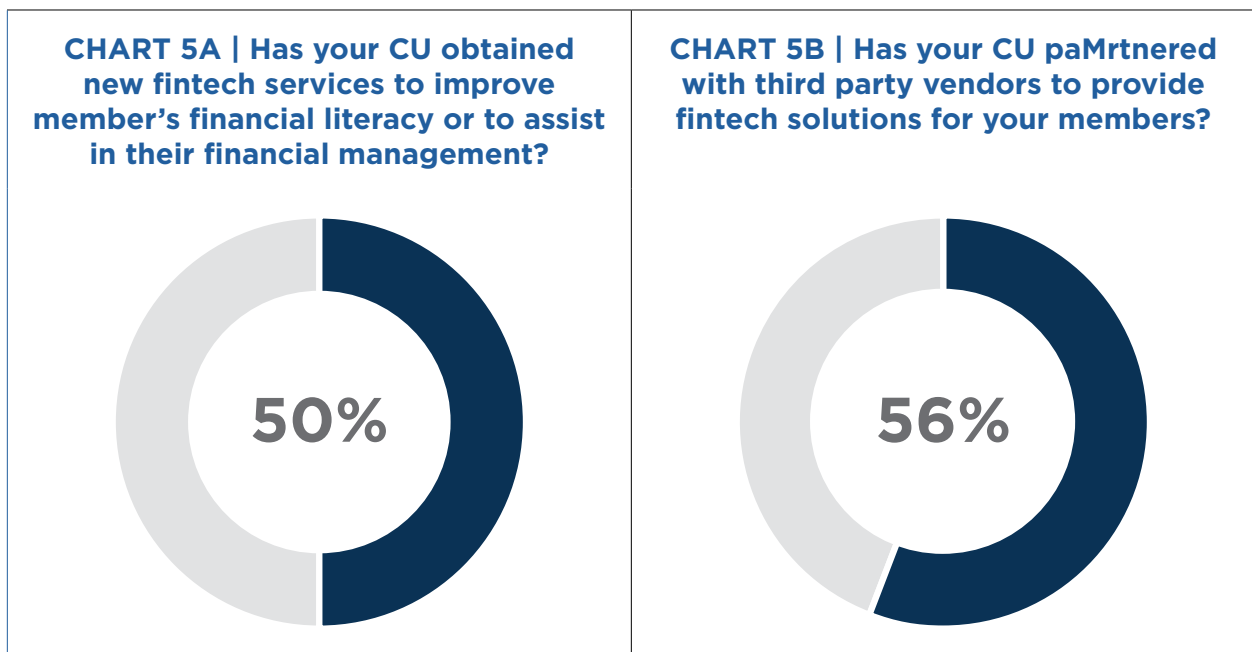 CHART 5A | Has your CU obtained
new fintech services to improve
member’s financial literacy or to assist
in their financial management?
50%
CHART 5B | Has your CU paMrtnered
with third party vendors to provide
fintech solutions for your members?
56%